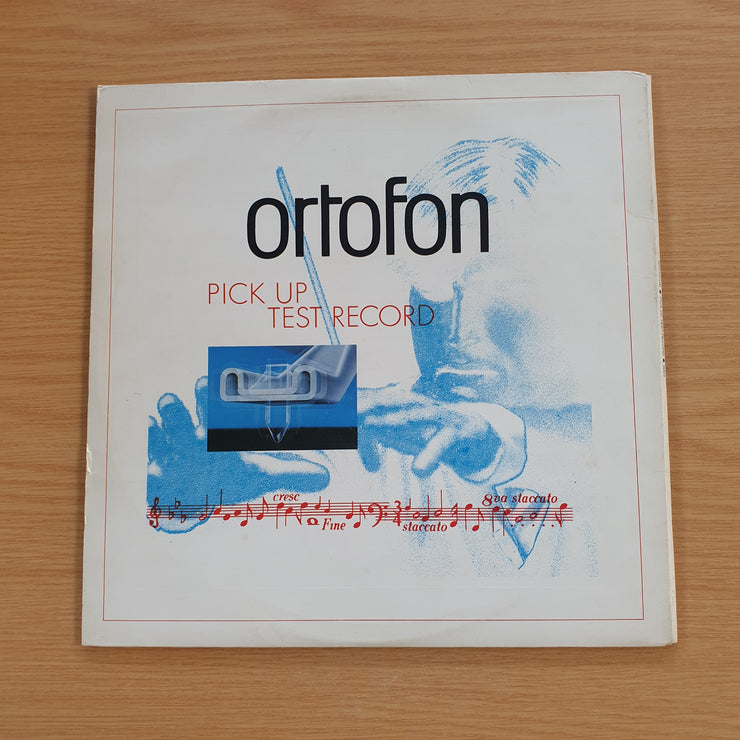 ortofon
PICK UP
TEST RECORD
cresc
8va staccato
Fine
staccato